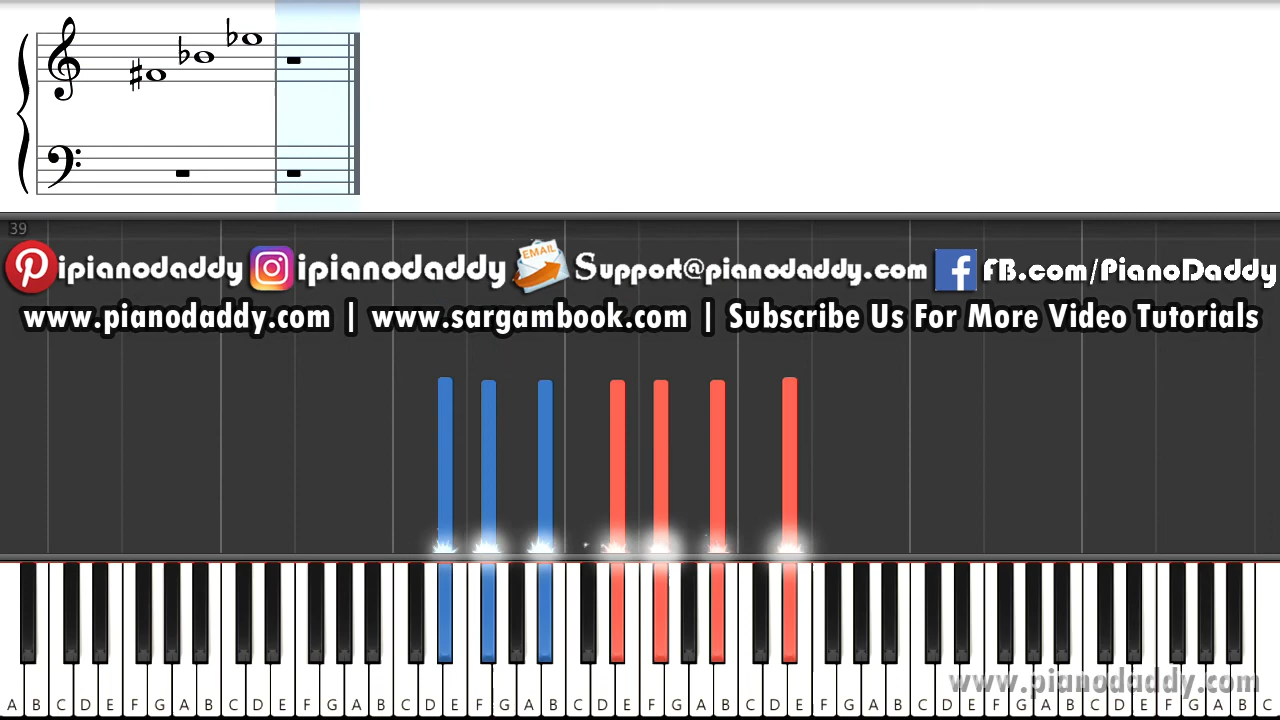 39
ipianodaddy ipianodaddy EMAIL Support@pianodaddy.com f FB.com/PianoDaddy
www.pianodaddy.com | www.sargambook.com | Subscribe Us For More Video Tutorials
www.pianodaddy.com
A B C D E F G A B C D E F G A B C D E F G A B C D E F G A B C D E F G A B C D E F G A B C D E F G A B C